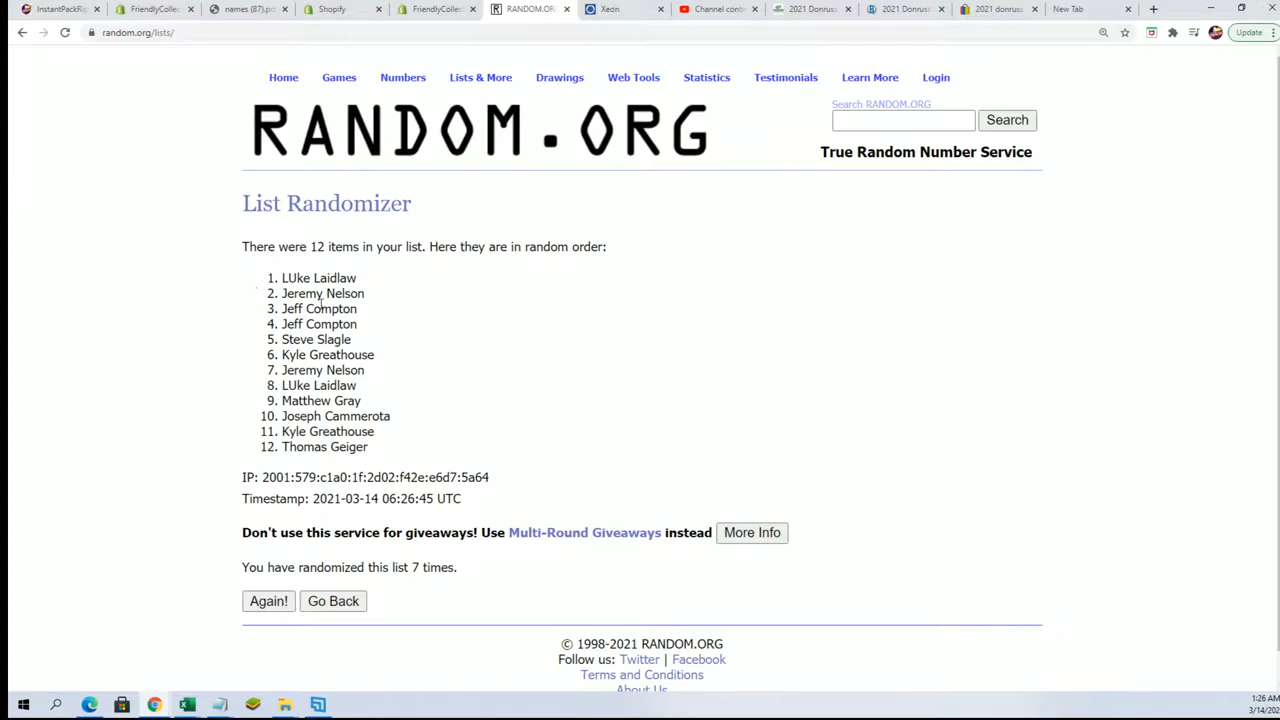 InstantPackRip
FriendlyCollec
names (87).pd
Shopify
FriendlyCollec
RANDOM.OR
Xeon
Channel cont
2021 Donruss
2021 Donruss
2021 donruss
New Tab
random.org/lists/
Update
Home Games Numbers Lists & More Drawings Web Tools Statistics Testimonials Learn More Login
RANDOM.ORG
Search RANDOM.ORG
Search
True Random Number Service
List Randomizer
There were 12 items in your list. Here they are in random order:
1. LUke Laidlaw
2. Jeremy Nelson
3. Jeff Compton
4. Jeff Compton
5. Steve Slagle
6. Kyle Greathouse
7. Jeremy Nelson
8. LUke Laidlaw
9. Matthew Gray
10. Joseph Cammerota
11. Kyle Greathouse
12. Thomas Geiger
IP: 2001:579:c1a0:1f:2d02:f42e:e6d7:5a64
Timestamp: 2021-03-14 06:26:45 UTC
Don't use this service for giveaways! Use Multi-Round Giveaways instead More Info
You have randomized this list 7 times.
Again! Go Back
© 1998-2021 RANDOM.ORG
Follow us: Twitter | Facebook
Terms and Conditions
About Us
1:26 AM
3/14/202